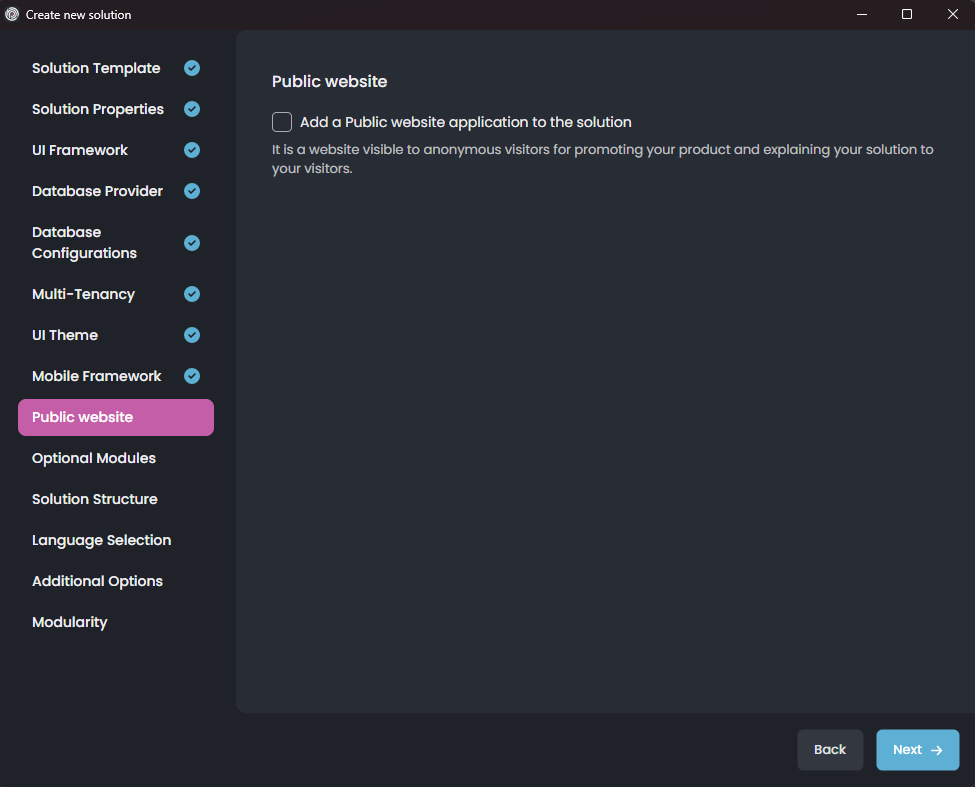 Create new solution
Solution Template
Solution Properties
UI Framework
Database Provider
Database
Configurations
Multi-Tenancy
UI Theme
Mobile Framework
Public website
Optional Modules
Solution Structure
Language Selection
Additional Options
Modularity
Public website
Add a Public website application to the solution
It is a website visible to anonymous visitors for promoting your product and explaining your solution to
your visitors.
Back
Next